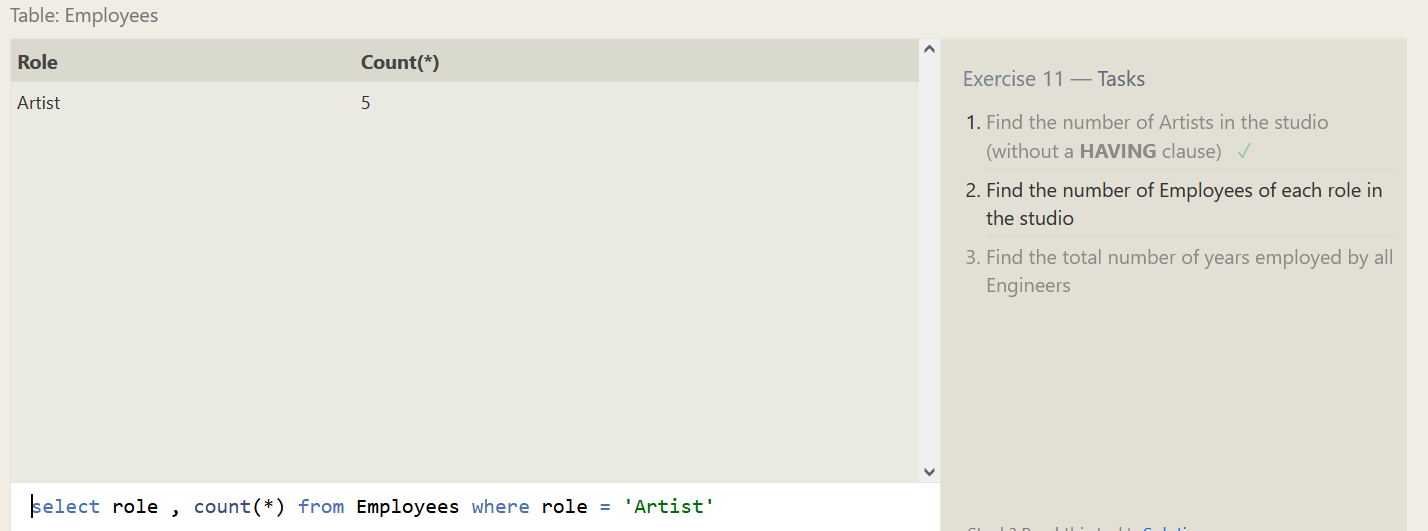 Table: Employees
Role Count(*)
Artist 5
Exercise 11 — Tasks
1. Find the number of Artists in the studio
(without a HAVING clause) ✓
2. Find the number of Employees of each role in
the studio
3. Find the total number of years employed by all
Engineers
select role , count(*) from Employees where role = 'Artist'